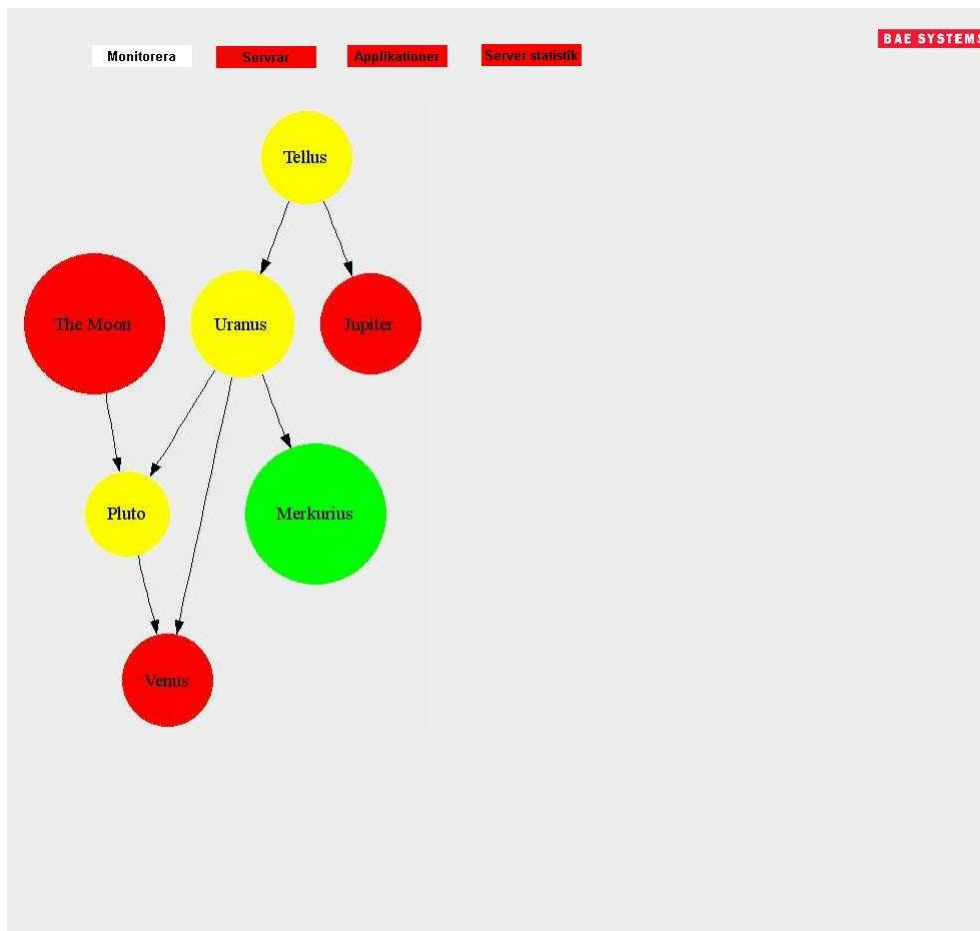 Monitorera
Servrar
Applikationer
Server statistik
BAE SYSTEMS
Tellus
The Moon
Uranus
Jupiter
Pluto
Merkurius
Venus